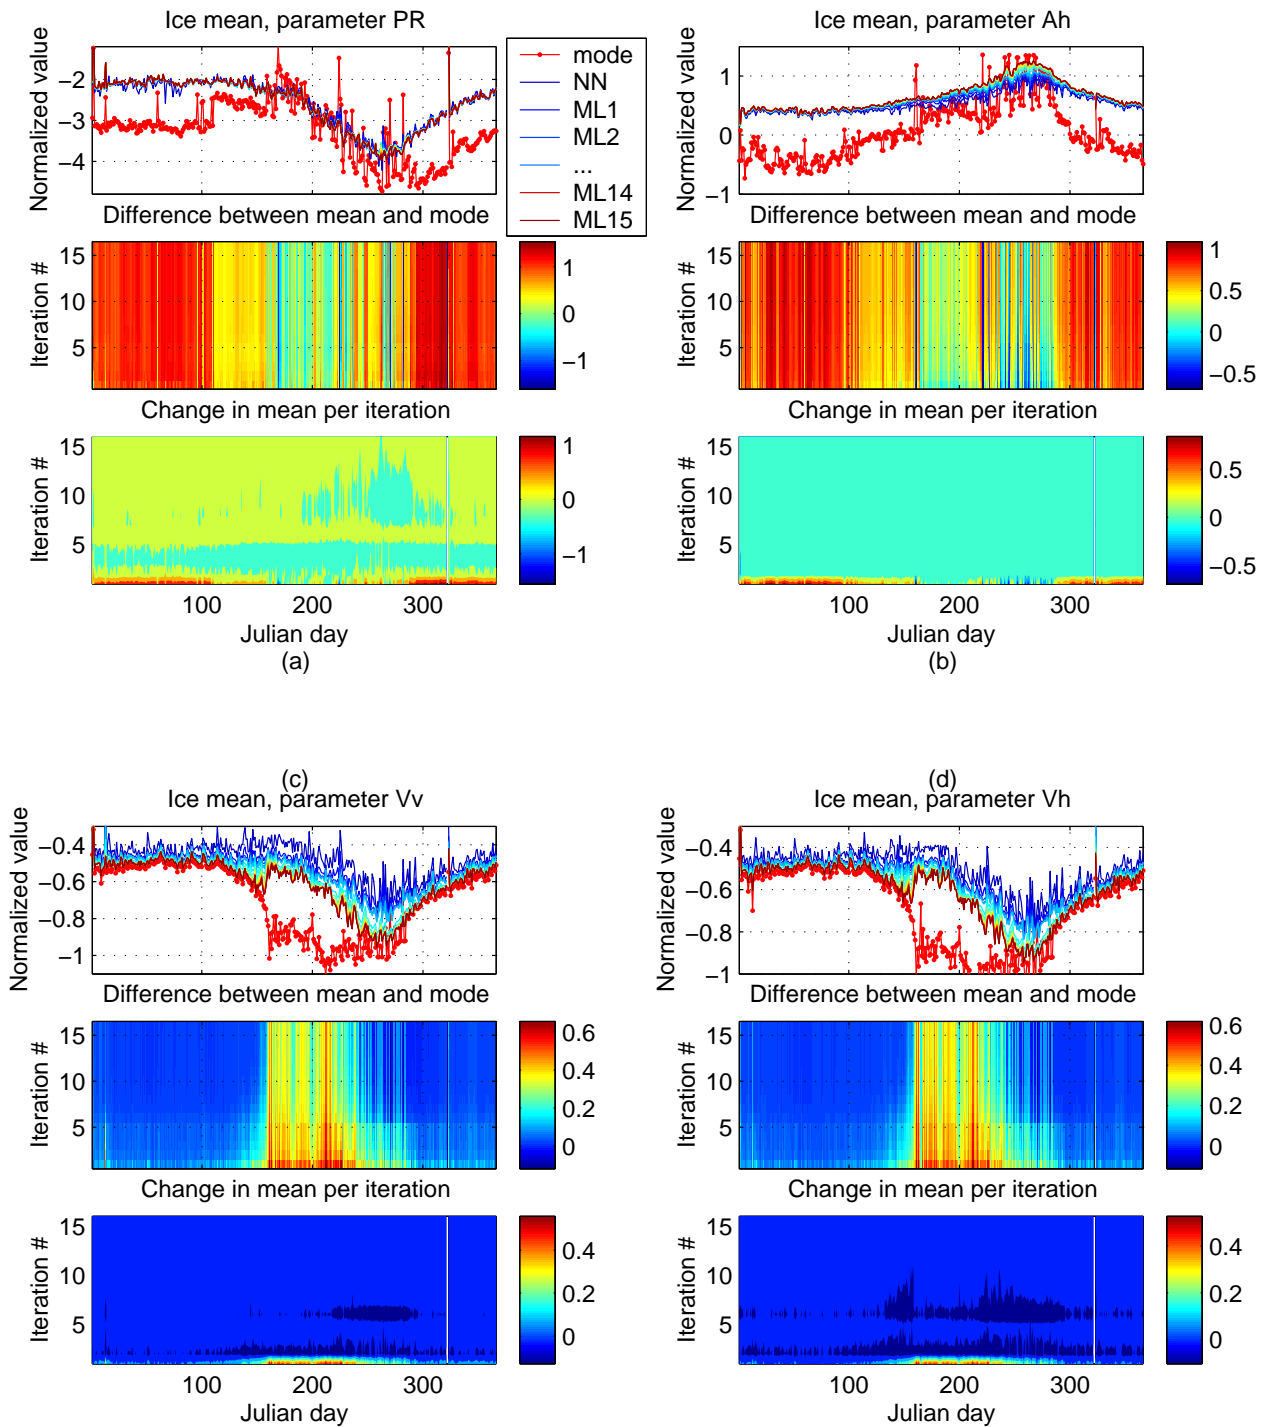 Ice mean, parameter PR
Normalized value
−2
−3
−4
mode
NN
ML1
ML2
...
ML14
ML15
Difference between mean and mode
Iteration #
15
10
5
1
0
−1
Change in mean per iteration
Iteration #
15
10
5
1
0
−1
100
200
300
Julian day
(a)
Ice mean, parameter Ah
Normalized value
1
0
−1
Difference between mean and mode
Iteration #
15
10
5
1
0.5
0
−0.5
Change in mean per iteration
Iteration #
15
10
5
0.5
0
−0.5
100
200
300
Julian day
(b)
(c)
Ice mean, parameter Vv
Normalized value
−0.4
−0.6
−0.8
−1
Difference between mean and mode
Iteration #
15
10
5
0.6
0.4
0.2
0
Change in mean per iteration
Iteration #
15
10
5
0.4
0.2
0
100
200
300
Julian day
(d)
Ice mean, parameter Vh
Normalized value
−0.4
−0.6
−0.8
−1
Difference between mean and mode
Iteration #
15
10
5
0.6
0.4
0.2
0
Change in mean per iteration
Iteration #
15
10
5
0.4
0.2
0
100
200
300
Julian day